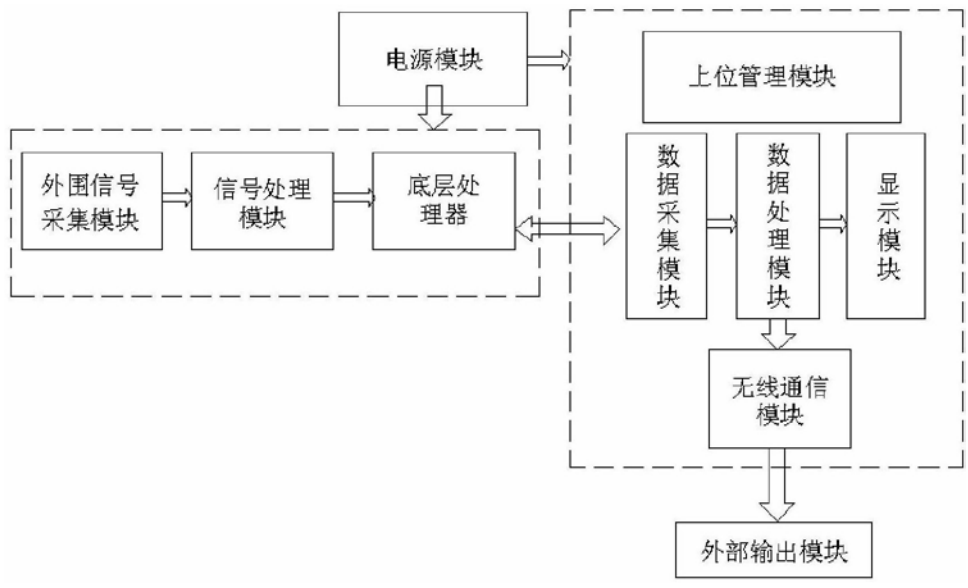 电源模块
上位管理模块
外围信号
采集模块
信号处理
模块
底层处
理器
数据采集模块
数据处理模块
显示模块
无线通信
模块
外部输出模块